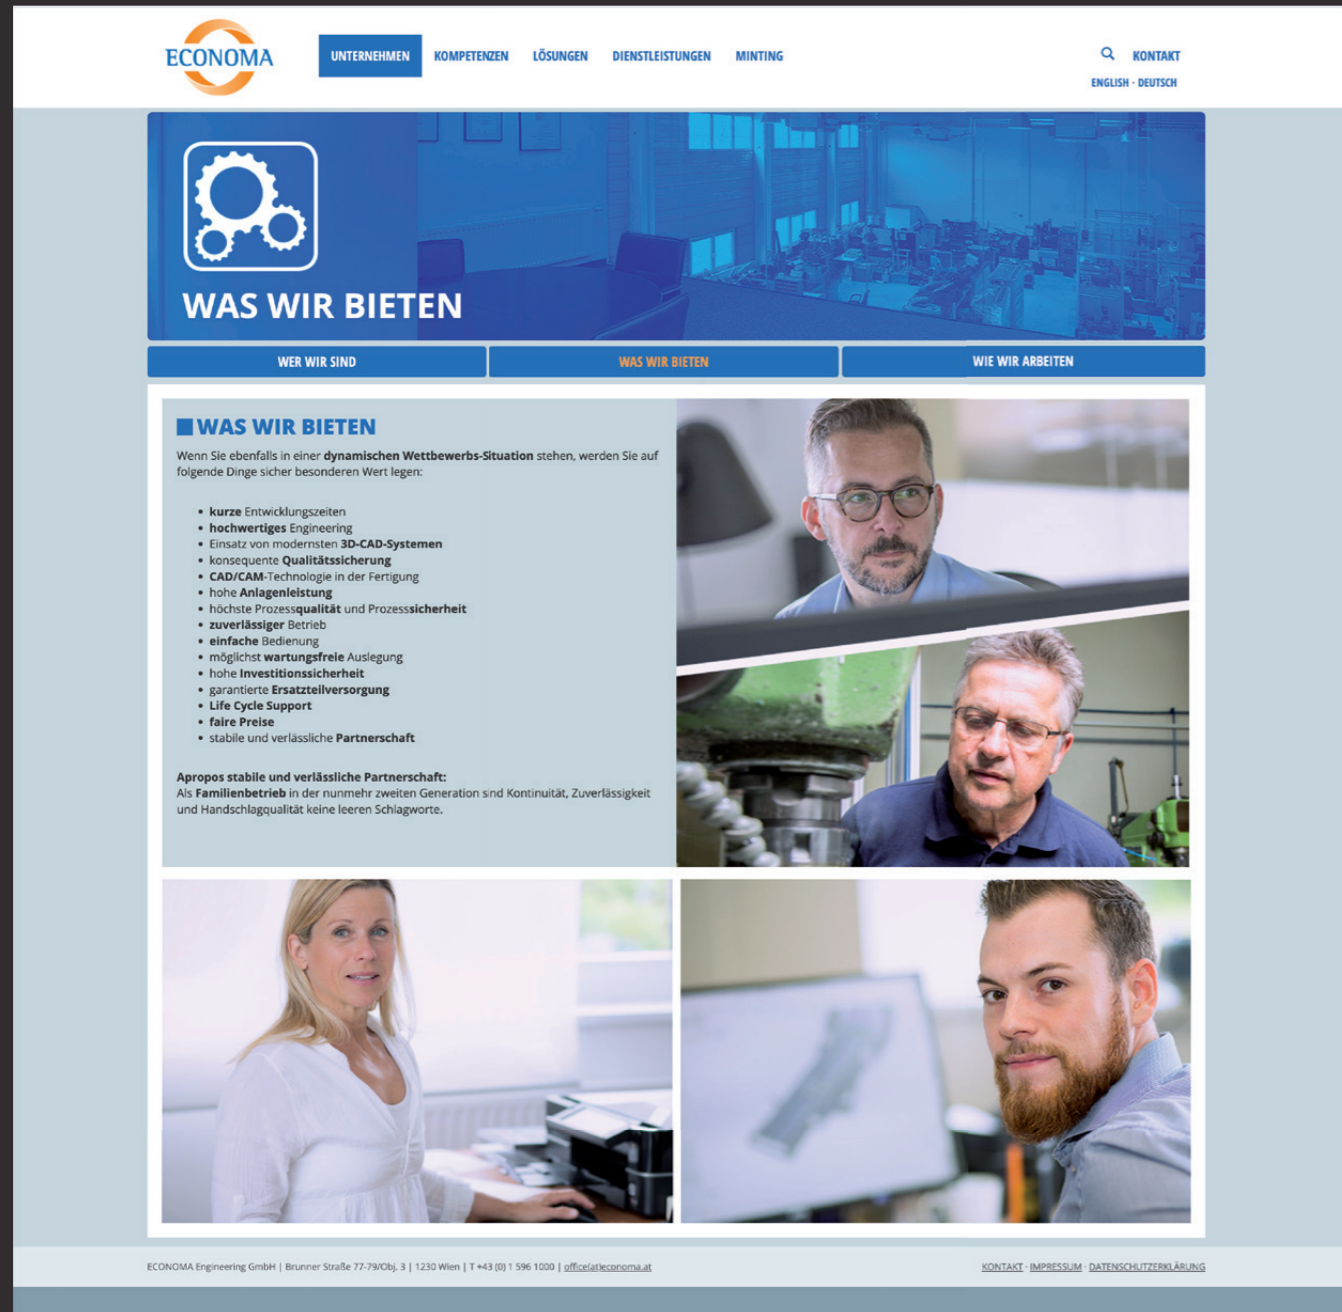 ECONOMA
UNTERNEHMEN KOMPETENZEN LÖSUNGEN DIENSTLEISTUNGEN MINTING
KONTAKT
ENGLISH · DEUTSCH
WAS WIR BIETEN
WER WIR SIND WAS WIR BIETEN WIE WIR ARBEITEN
WAS WIR BIETEN
Wenn Sie ebenfalls in einer dynamischen Wettbewerbs-Situation stehen, werden Sie auf
folgende Dinge sicher besonderen Wert legen:
• kurze Entwicklungszeiten
• hochwertiges Engineering
• Einsatz von modernsten 3D-CAD-Systemen
• konsequente Qualitätssicherung
• CAD/CAM-Technologie in der Fertigung
• hohe Anlagenleistung
• höchste Prozessqualität und Prozesssicherheit
• zuverlässiger Betrieb
• einfache Bedienung
• möglichst wartungsfreie Auslegung
• hohe Investitionssicherheit
• garantierte Ersatzteilversorgung
• Life Cycle Support
• faire Preise
• stabile und verlässliche Partnerschaft
Apropos stabile und verlässliche Partnerschaft:
Als Familienbetrieb in der nunmehr zweiten Generation sind Kontinuität, Zuverlässigkeit
und Handschlagqualität keine leeren Schlagworte.
ECONOMA Engineering GmbH | Brunner Straße 77-79/Obj. 3 | 1230 Wien | T +43 (0) 1 596 1000 | office(at)economa.at
KONTAKT · IMPRESSUM · DATENSCHUTZERKLÄRUNG